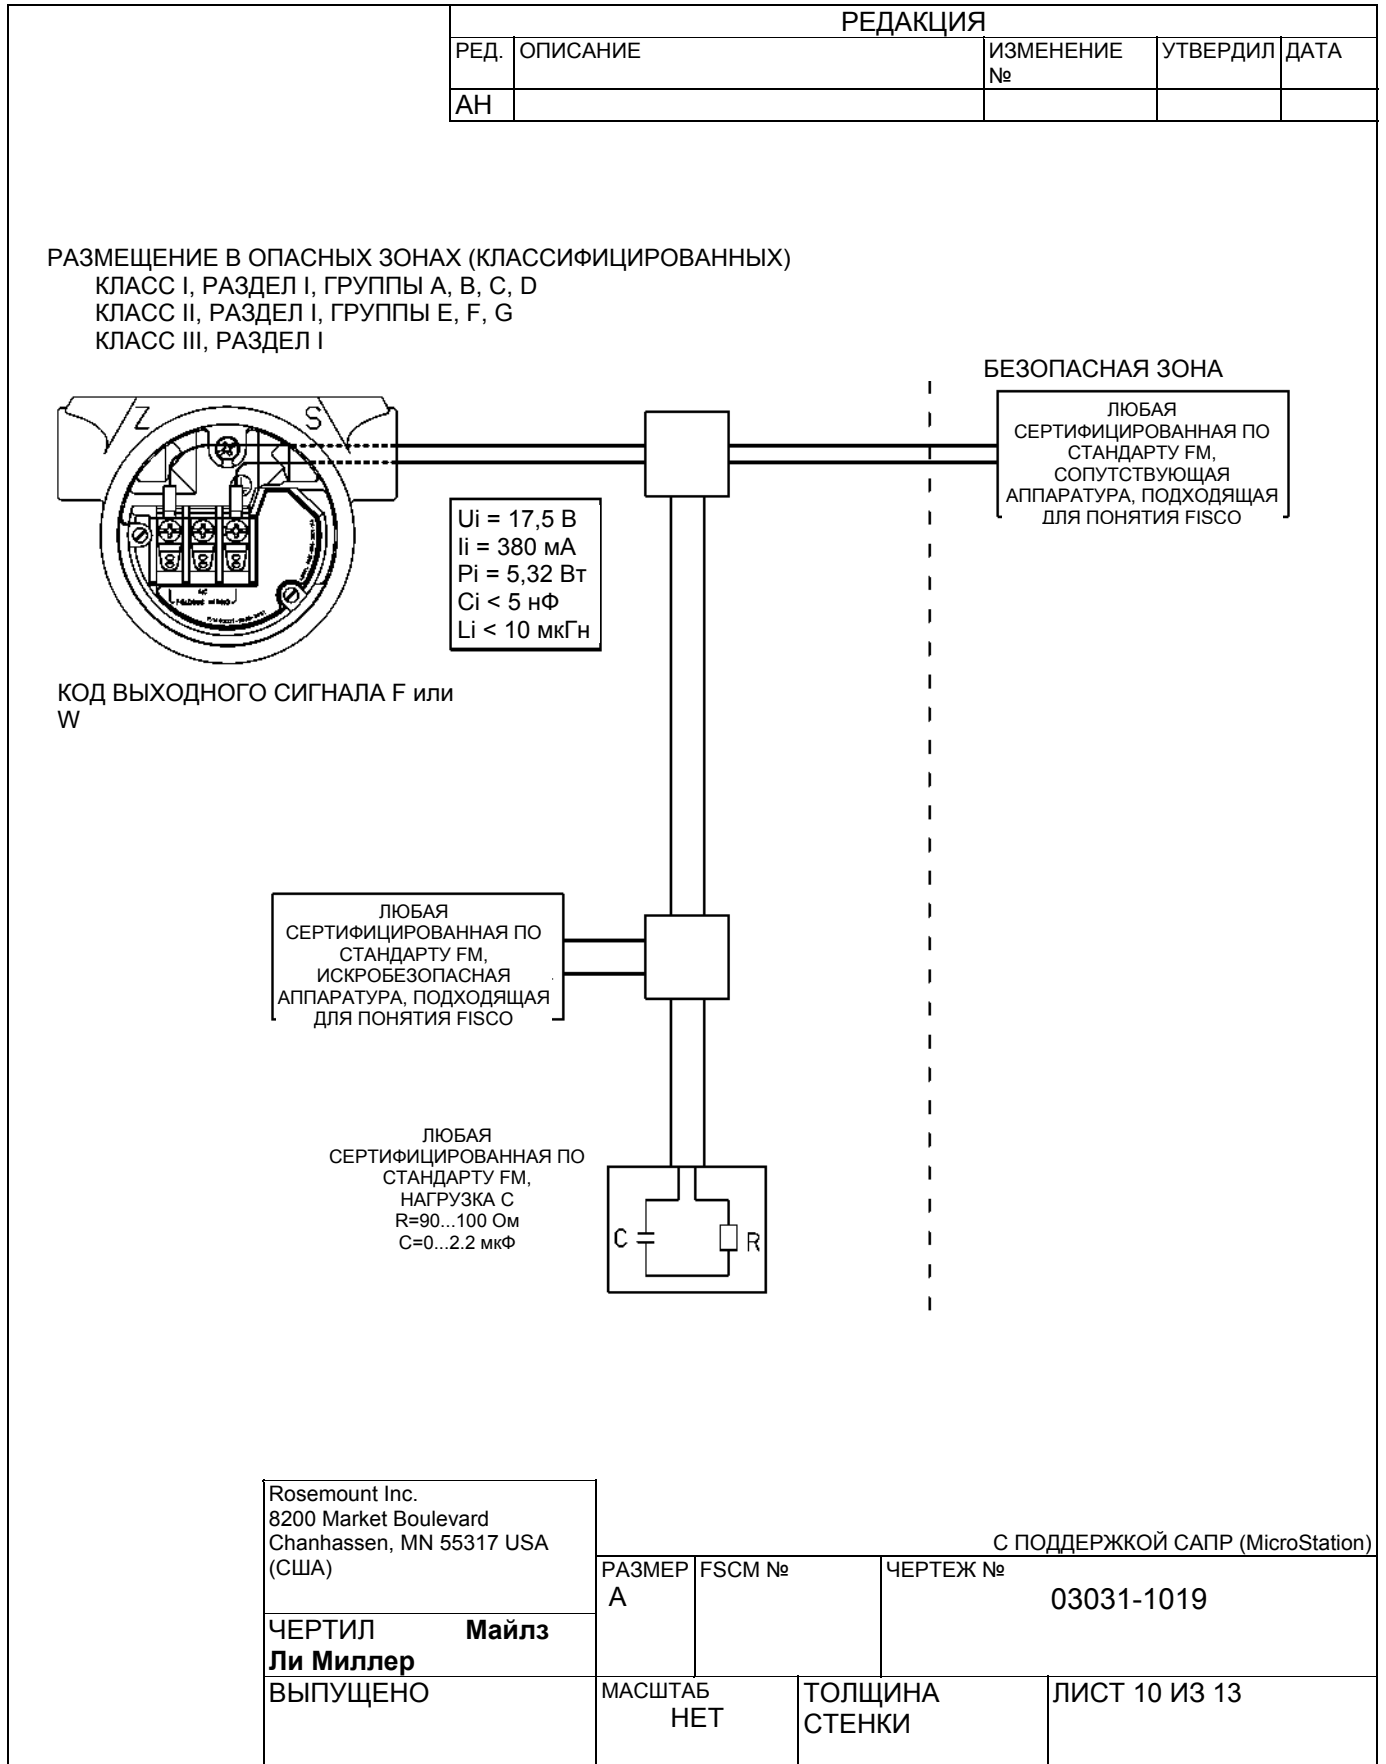 РЕДАКЦИЯ
РЕД. ОПИСАНИЕ ИЗМЕНЕНИЕ № УТВЕРДИЛ ДАТА
АН
РАЗМЕЩЕНИЕ В ОПАСНЫХ ЗОНАХ (КЛАССИФИЦИРОВАННЫХ)
КЛАСС I, РАЗДЕЛ I, ГРУППЫ A, B, C, D
КЛАСС II, РАЗДЕЛ I, ГРУППЫ E, F, G
КЛАСС III, РАЗДЕЛ I
БЕЗОПАСНАЯ ЗОНА
ЛЮБАЯ
СЕРТИФИЦИРОВАННАЯ ПО
СТАНДАРТУ FM,
СОПУТСТВУЮЩАЯ
АППАРАТУРА, ПОДХОДЯЩАЯ
ДЛЯ ПОНЯТИЯ FISCO
Z S
Ui = 17,5 В
Ii = 380 мА
Pi = 5,32 Вт
Ci < 5 нФ
Li < 10 мкГн
КОД ВЫХОДНОГО СИГНАЛА F или
W
ЛЮБАЯ
СЕРТИФИЦИРОВАННАЯ ПО
СТАНДАРТУ FM,
ИСКРОБЕЗОПАСНАЯ
АППАРАТУРА, ПОДХОДЯЩАЯ
ДЛЯ ПОНЯТИЯ FISCO
ЛЮБАЯ
СЕРТИФИЦИРОВАННАЯ ПО
СТАНДАРТУ FM,
НАГРУЗКА С
R=90...100 Ом
C=0...2.2 мкФ
C R
Rosemount Inc.
8200 Market Boulevard
Chanhassen, MN 55317 USA
(США)
С ПОДДЕРЖКОЙ САПР (MicroStation)
РАЗМЕР FSCM № ЧЕРТЕЖ №
A 03031-1019
ЧЕРТИЛ Майлз
Ли Миллер
ВЫПУЩЕНО МАСШТАБ ТОЛЩИНА ЛИСТ 10 ИЗ 13
НЕТ СТЕНКИ